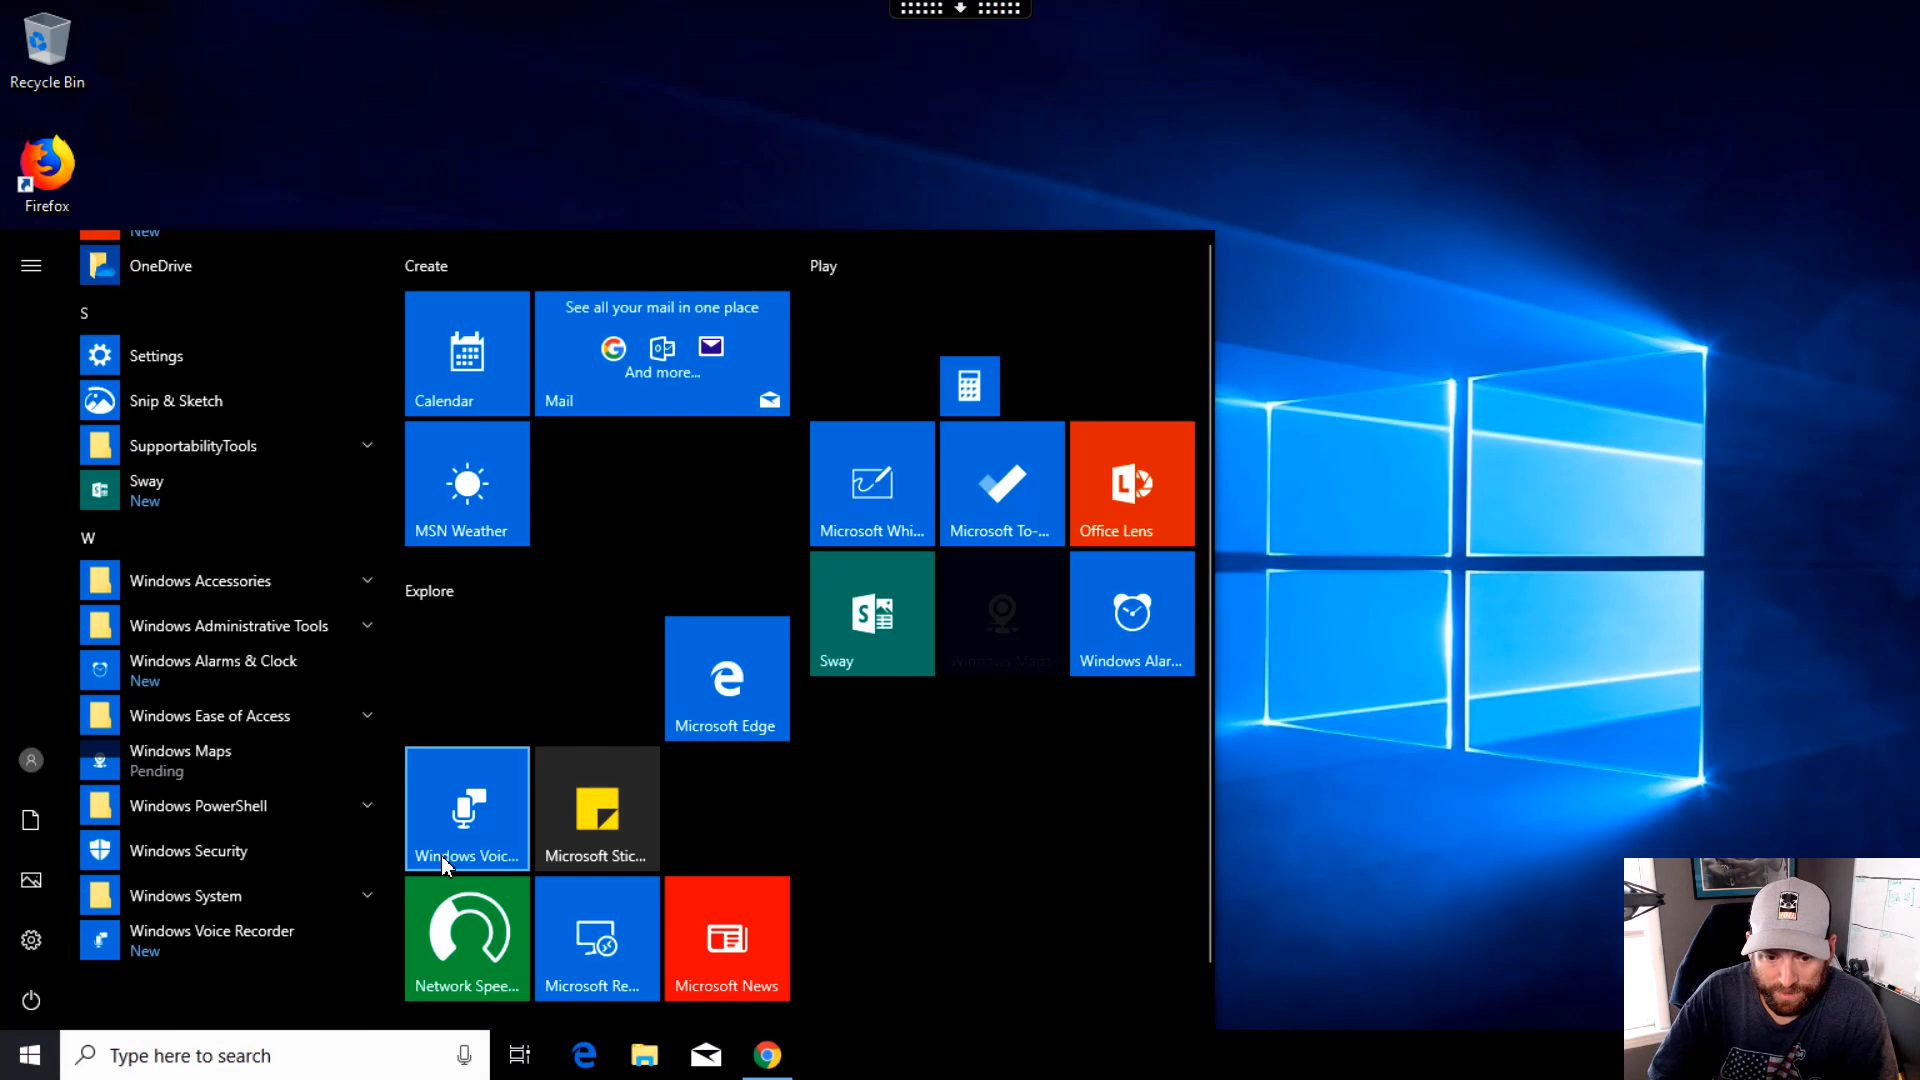 Recycle Bin
Firefox
New
OneDrive
S
Settings
Snip & Sketch
SupportabilityTools
Sway
New
W
Windows Accessories
Windows Administrative Tools
Windows Alarms & Clock
New
Windows Ease of Access
Windows Maps
Pending
Windows PowerShell
Windows Security
Windows System
Windows Voice Recorder
New
Create
See all your mail in one place
And more...
Calendar
Mail
MSN Weather
Explore
Microsoft Edge
Windows Voic...
Microsoft Stic...
Network Spee...
Microsoft Re...
Microsoft News
Play
Microsoft Whi...
Microsoft To-...
Office Lens
Sway
Windows Maps
Windows Alar...
Type here to search